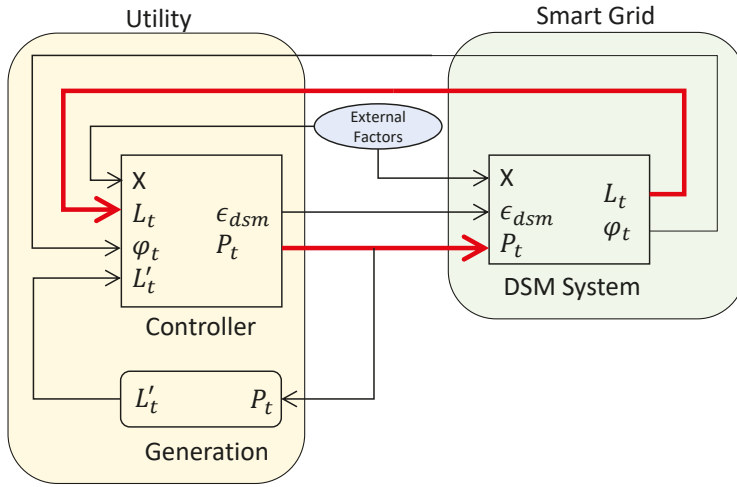 Utility
Smart Grid
External
Factors
X
L_t
φ_t
L'_t
ϵ_dsm
P_t
Controller
X
ϵ_dsm
P_t
L_t
φ_t
DSM System
L'_t
P_t
Generation